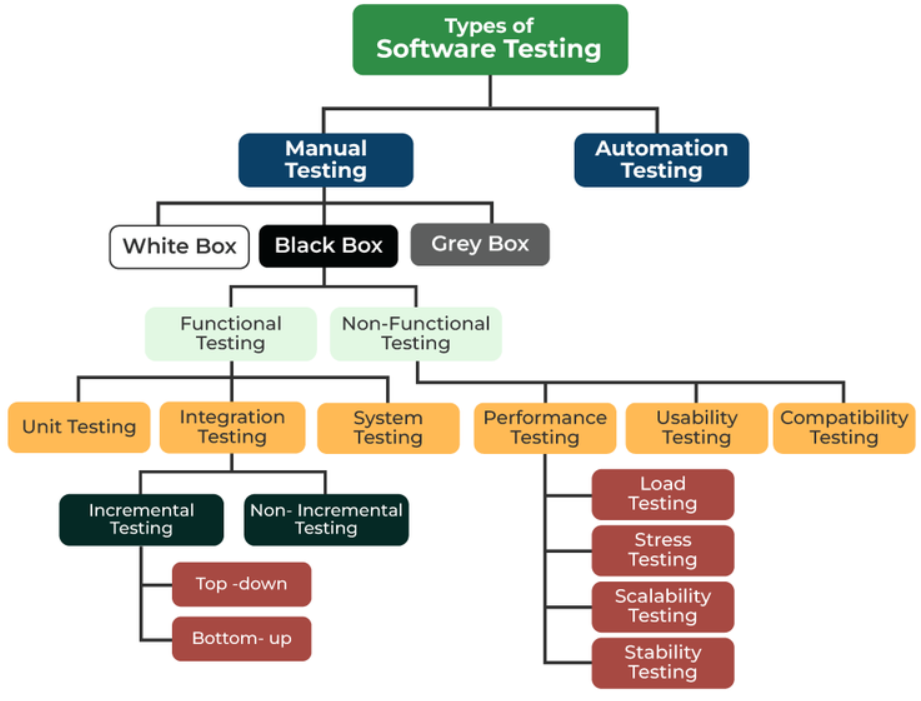 Types of
Software Testing
Manual
Testing
Automation
Testing
White Box
Black Box
Grey Box
Functional
Testing
Non-Functional
Testing
Unit Testing
Integration
Testing
System
Testing
Performance
Testing
Usability
Testing
Compatibility
Testing
Incremental
Testing
Non- Incremental
Testing
Load
Testing
Stress
Testing
Top -down
Scalability
Testing
Bottom- up
Stability
Testing